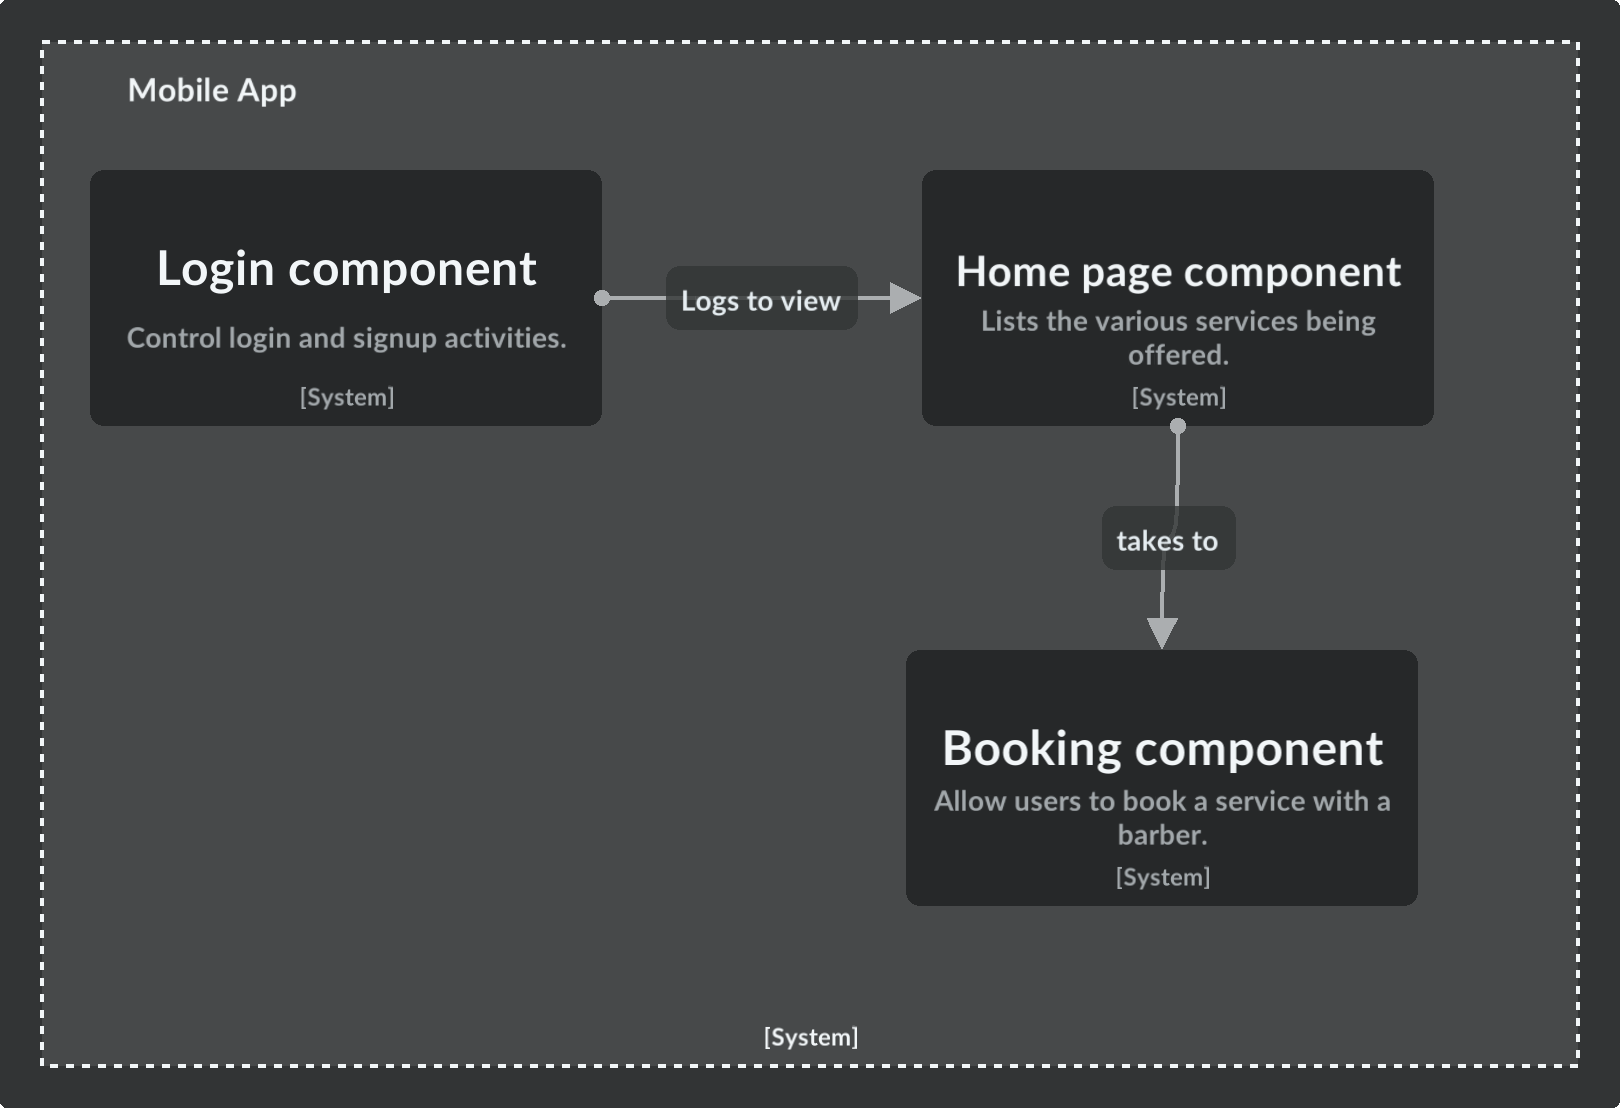 Mobile App
Login component
Control login and signup activities.
[System]
Logs to view
Home page component
Lists the various services being
offered.
[System]
takes to
Booking component
Allow users to book a service with a
barber.
[System]
[System]